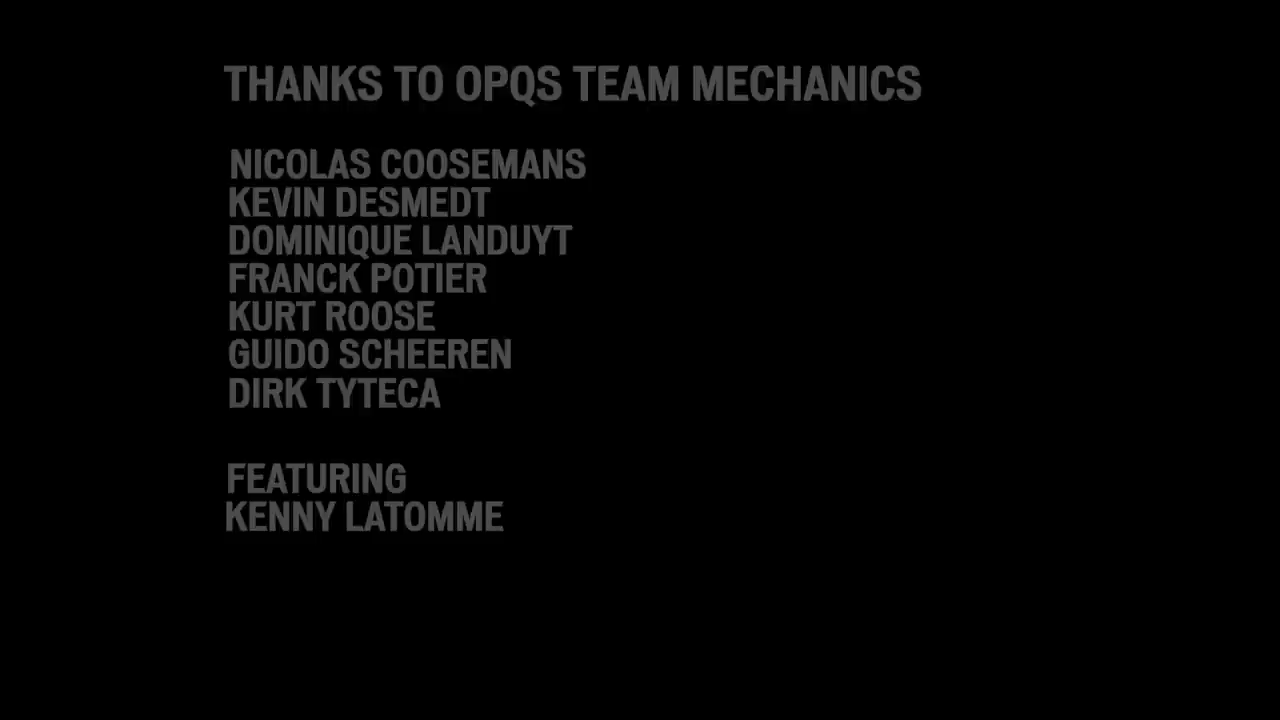 THANKS TO OPQS TEAM MECHANICS
NICOLAS COOSEMANS
KEVIN DESMEDT
DOMINIQUE LANDUYT
FRANCK POTIER
KURT ROOSE
GUIDO SCHEEREN
DIRK TYTECA
FEATURING
KENNY LATOMME